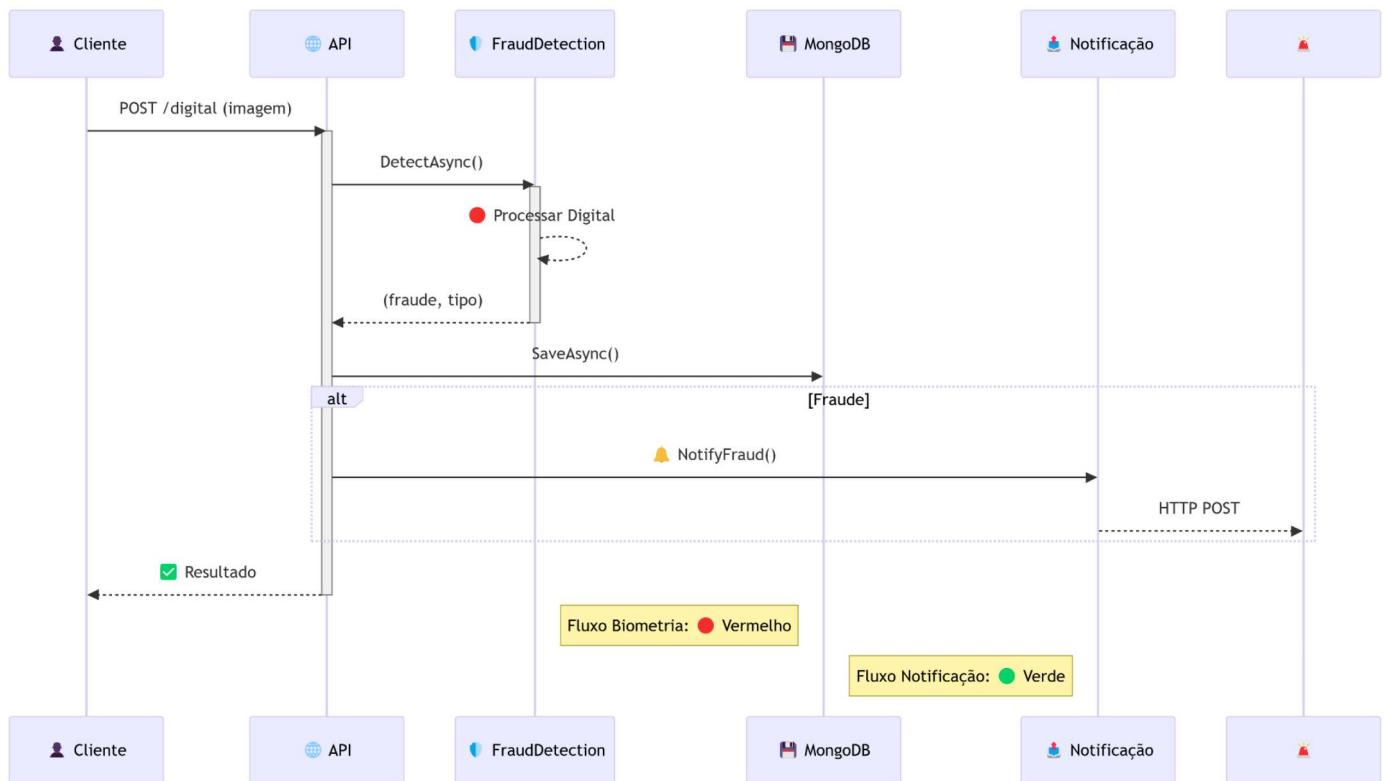 👤 Cliente
🌐 API
🛡️ FraudDetection
💾 MongoDB
📤 Notificação
🚨
POST /digital (imagem)
DetectAsync()
🔴 Processar Digital
(fraude, tipo)
SaveAsync()
alt
[Fraude]
🔔 NotifyFraud()
HTTP POST
✅ Resultado
Fluxo Biometria: 🔴 Vermelho
Fluxo Notificação: 🟢 Verde
👤 Cliente
🌐 API
🛡️ FraudDetection
💾 MongoDB
📤 Notificação
🚨